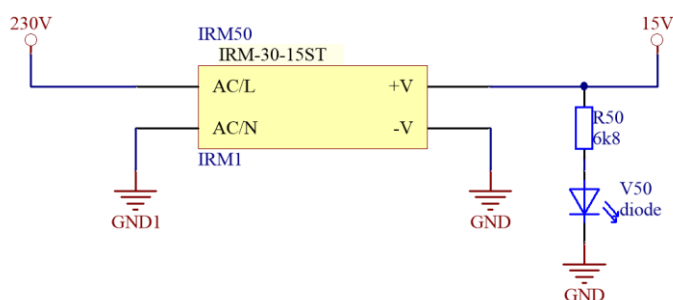 230V
15V
IRM50
IRM-30-15ST
AC/L
+V
AC/N
-V
IRM1
R50
6k8
V50
diode
GND1
GND
GND